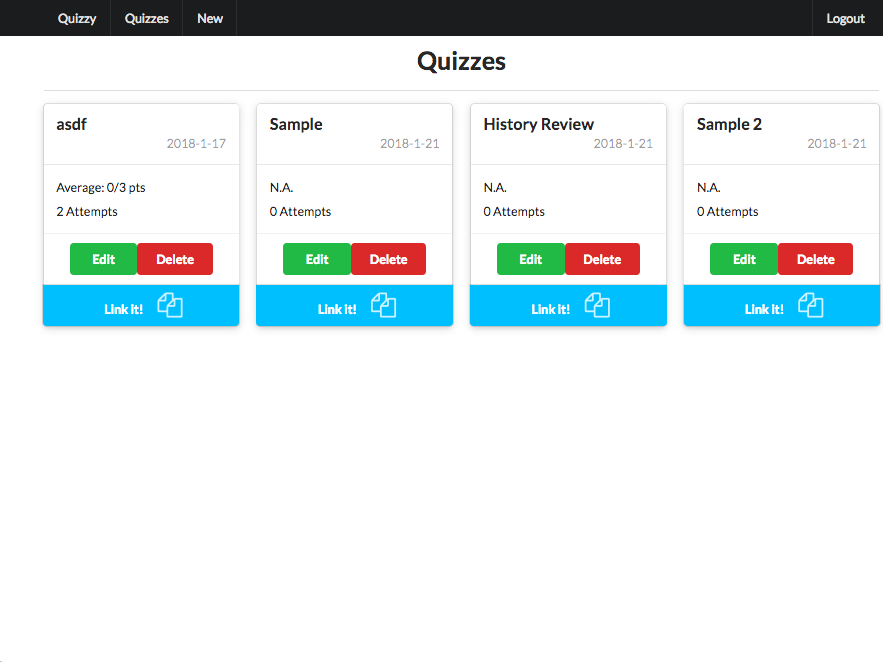 Quizzy Quizzes New Logout
Quizzes
asdf
2018-1-17
Average: 0/3 pts
2 Attempts
Edit Delete
Link it!
Sample
2018-1-21
N.A.
0 Attempts
Edit Delete
Link it!
History Review
2018-1-21
N.A.
0 Attempts
Edit Delete
Link it!
Sample 2
2018-1-21
N.A.
0 Attempts
Edit Delete
Link it!